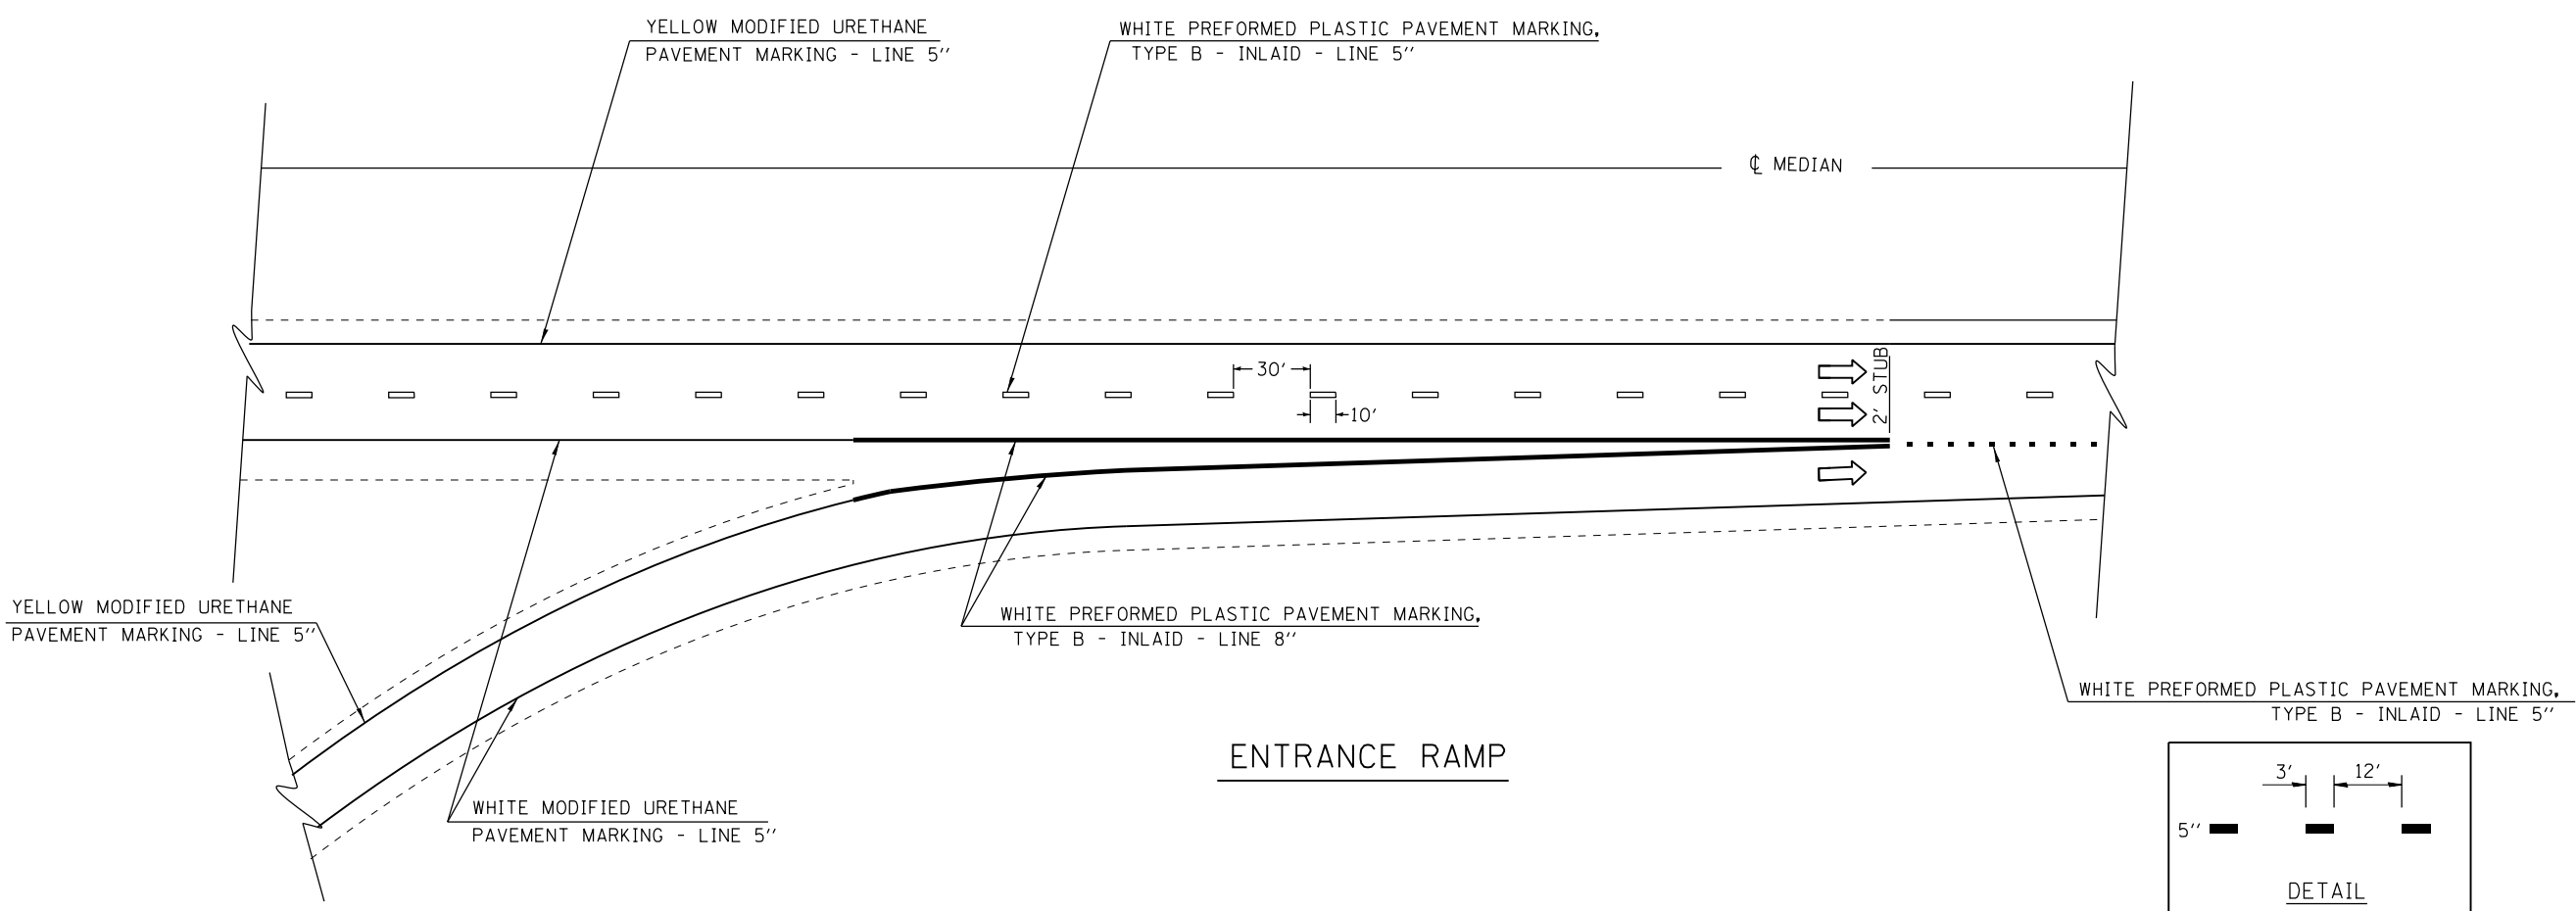 YELLOW MODIFIED URETHANE
PAVEMENT MARKING - LINE 5''
WHITE PREFORMED PLASTIC PAVEMENT MARKING,
TYPE B - INLAID - LINE 5''
℄ MEDIAN
30'
10'
2' STUB
YELLOW MODIFIED URETHANE
PAVEMENT MARKING - LINE 5''
WHITE PREFORMED PLASTIC PAVEMENT MARKING,
TYPE B - INLAID - LINE 8''
WHITE PREFORMED PLASTIC PAVEMENT MARKING,
TYPE B - INLAID - LINE 5''
ENTRANCE RAMP
WHITE MODIFIED URETHANE
PAVEMENT MARKING - LINE 5''
3' 12'
5''
DETAIL